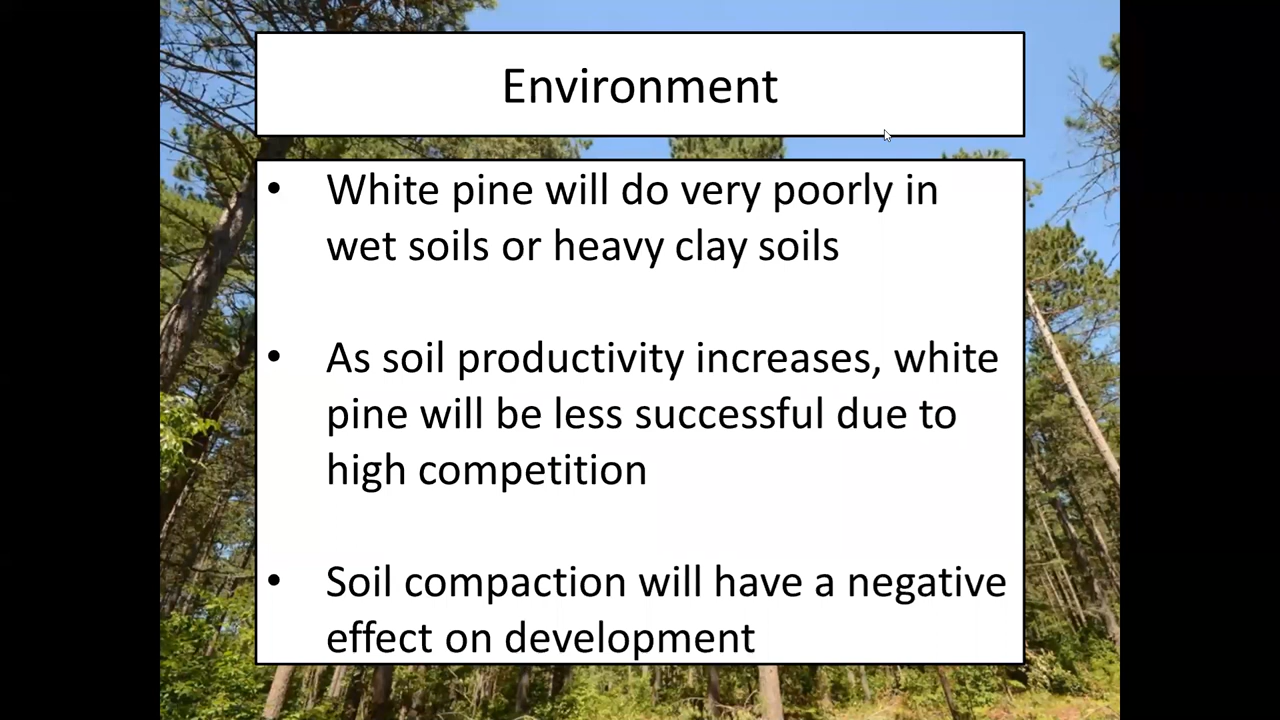 Environment
• White pine will do very poorly in
wet soils or heavy clay soils
• As soil productivity increases, white
pine will be less successful due to
high competition
• Soil compaction will have a negative
effect on development